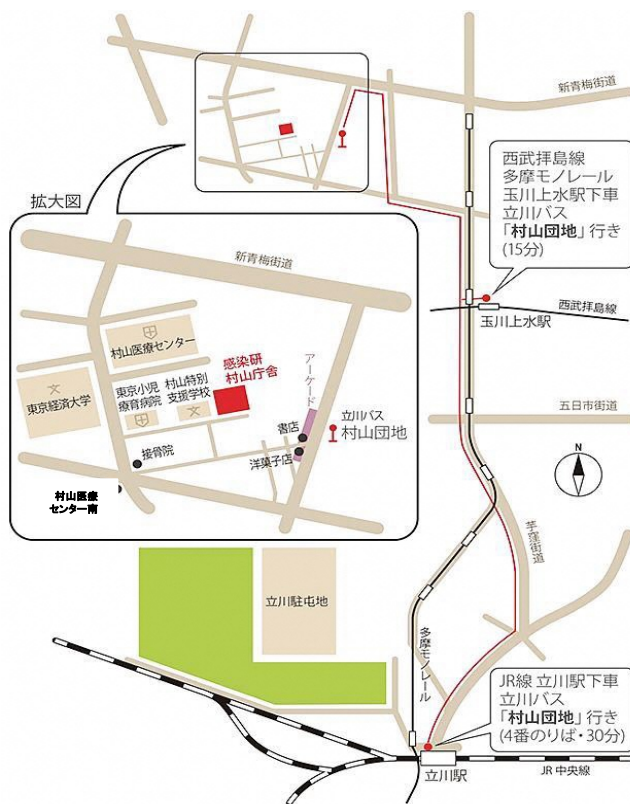 新青梅街道
西武拝島線
多摩モノレール
玉川上水駅下車
立川バス
「村山団地」行き
(15分)
拡大図
新青梅街道
西武拝島線
玉川上水駅
村山医療センター
感染研
村山庁舎
アーケード
東京小児
療育病院
村山特別
支援学校
東京経済大学
立川バス
村山団地
書店
洋菓子店
接骨院
村山医療
センター南
五日市街道
N
芋窪街道
立川駐屯地
多摩モノレール
JR線 立川駅下車
立川バス
「村山団地」行き
(4番のりば・30分)
立川駅
JR 中央線